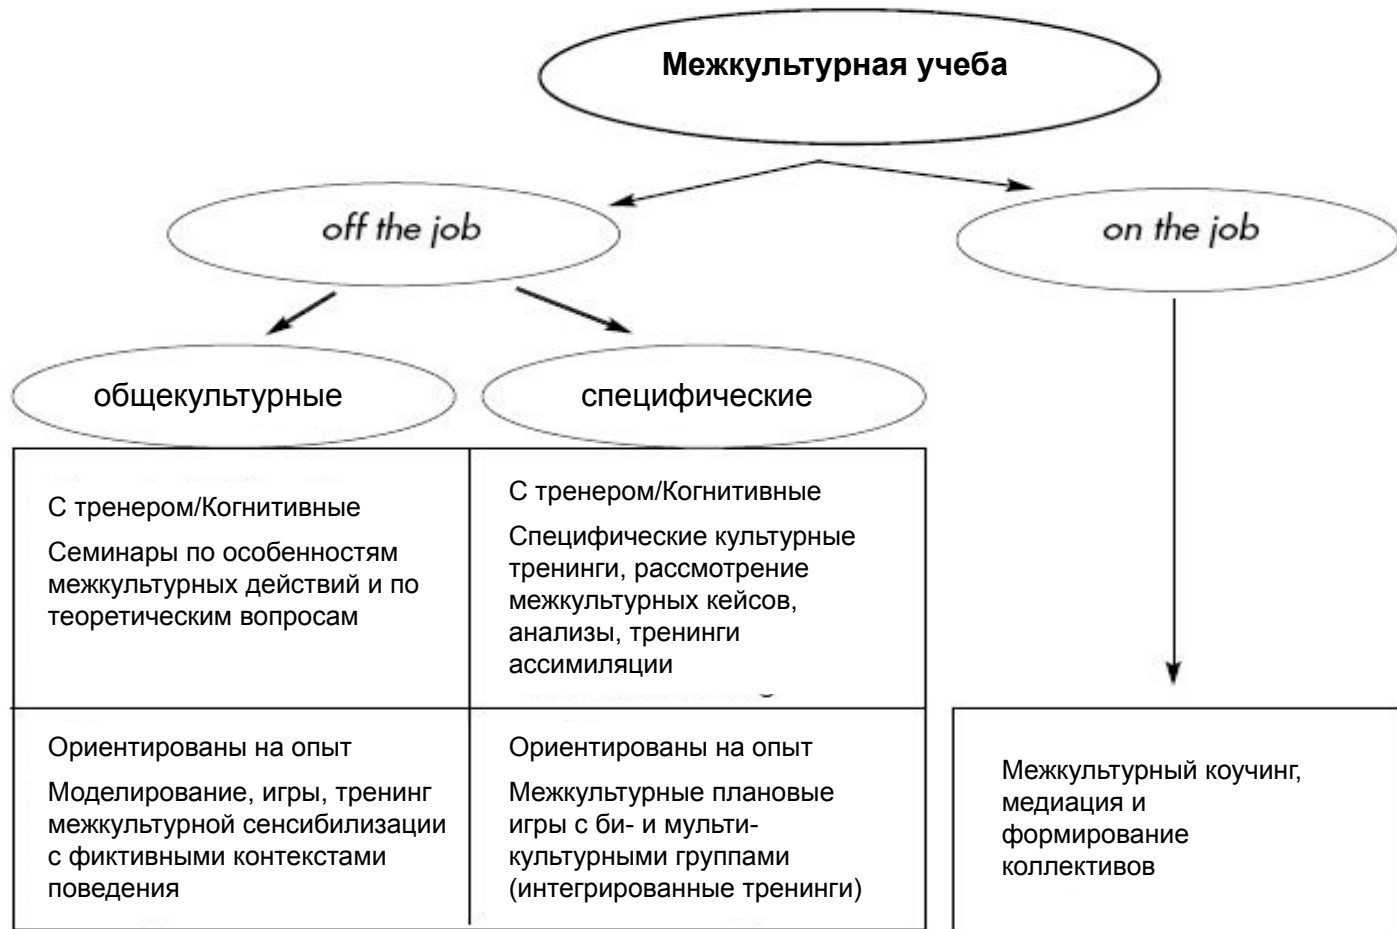 Межкультурная учеба
off the job
on the job
общекультурные
специфические
С тренером/Когнитивные
Семинары по особенностям
межкультурных действий и по
теоретическим вопросам
С тренером/Когнитивные
Специфические культурные
тренинги, рассмотрение
межкультурных кейсов,
анализы, тренинги
ассимиляции
Ориентированы на опыт
Моделирование, игры, тренинг
межкультурной сенсибилизации
с фиктивными контекстами
поведения
Ориентированы на опыт
Межкультурные плановые
игры с би- и мульти-
культурными группами
(интегрированные тренинги)
Межкультурный коучинг,
медиация и
формирование
коллективов